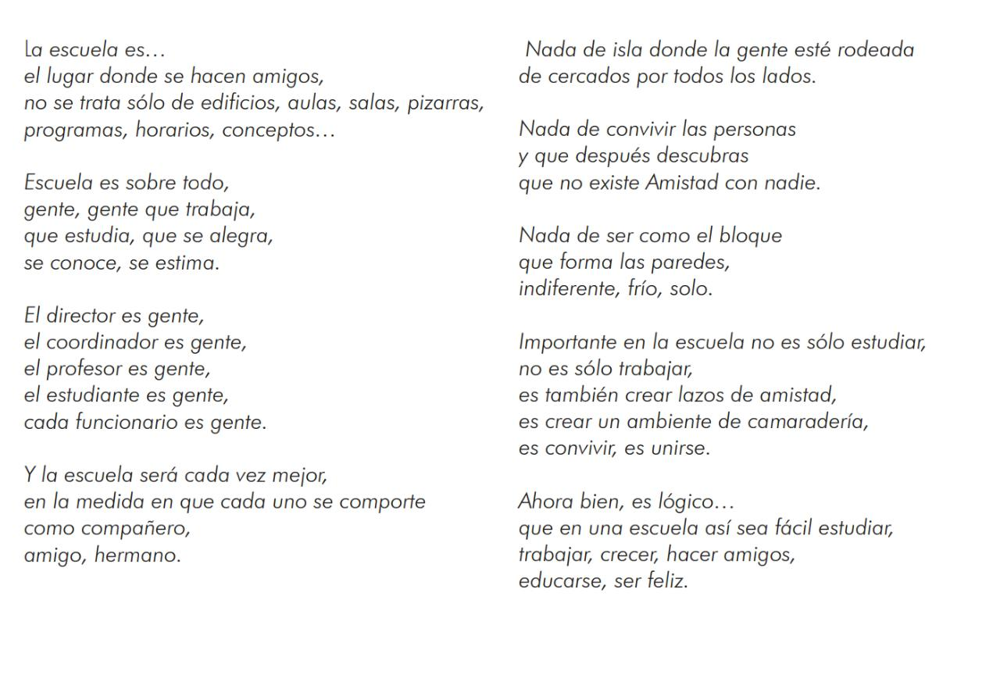 La escuela es...
el lugar donde se hacen amigos,
no se trata sólo de edificios, aulas, salas, pizarras,
programas, horarios, conceptos...

Escuela es sobre todo,
gente, gente que trabaja,
que estudia, que se alegra,
se conoce, se estima.

El director es gente,
el coordinador es gente,
el profesor es gente,
el estudiante es gente,
cada funcionario es gente.

Y la escuela será cada vez mejor,
en la medida en que cada uno se comporte
como compañero,
amigo, hermano.

Nada de isla donde la gente esté rodeada
de cercados por todos los lados.

Nada de convivir las personas
y que después descubras
que no existe Amistad con nadie.

Nada de ser como el bloque
que forma las paredes,
indiferente, frío, solo.

Importante en la escuela no es sólo estudiar,
no es sólo trabajar,
es también crear lazos de amistad,
es crear un ambiente de camaradería,
es convivir, es unirse.

Ahora bien, es lógico...
que en una escuela así sea fácil estudiar,
trabajar, crecer, hacer amigos,
educarse, ser feliz.